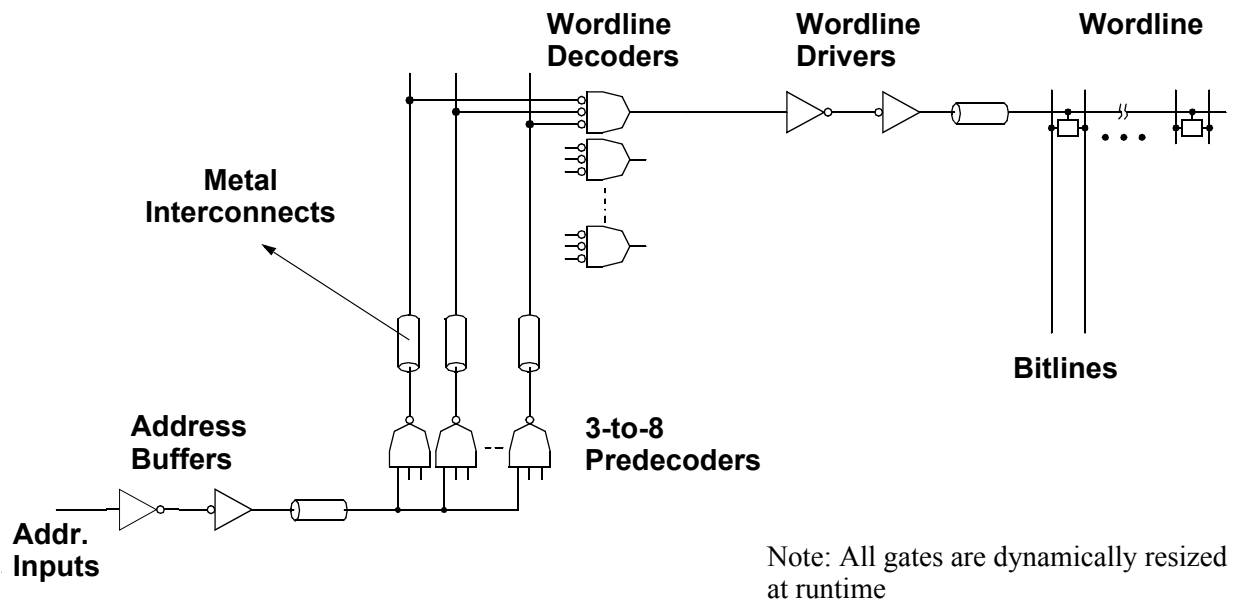 Wordline
Decoders
Wordline
Drivers
Wordline
Metal
Interconnects
Bitlines
Address
Buffers
3-to-8
Predecoders
Addr.
Inputs
Note: All gates are dynamically resized
at runtime